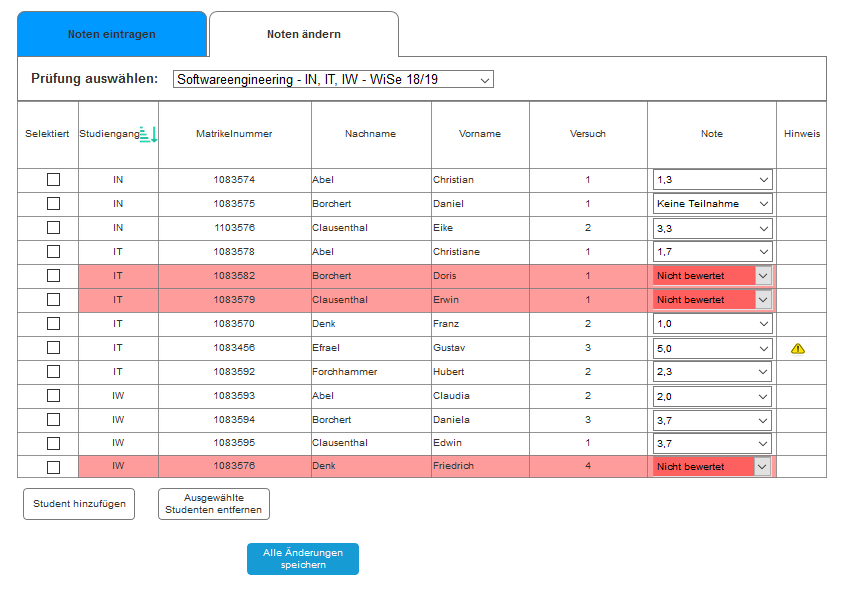 Noten eintragen Noten ändern
Prüfung auswählen: Softwareengineering - IN, IT, IW - WiSe 18/19
Selektiert Studiengang Matrikelnummer Nachname Vorname Versuch Note Hinweis
IN 1083574 Abel Christian 1 1,3
IN 1083575 Borchert Daniel 1 Keine Teilnahme
IN 1103576 Clausenthal Eike 2 3,3
IT 1083578 Abel Christiane 1 1,7
IT 1083582 Borchert Doris 1 Nicht bewertet
IT 1083579 Clausenthal Erwin 1 Nicht bewertet
IT 1083570 Denk Franz 2 1,0
IT 1083456 Efrael Gustav 3 5,0
IT 1083592 Forchhammer Hubert 2 2,3
IW 1083593 Abel Claudia 2 2,0
IW 1083594 Borchert Daniela 3 3,7
IW 1083595 Clausenthal Edwin 1 3,7
IW 1083576 Denk Friedrich 4 Nicht bewertet
Student hinzufügen
Ausgewählte
Studenten entfernen
Alle Änderungen
speichern